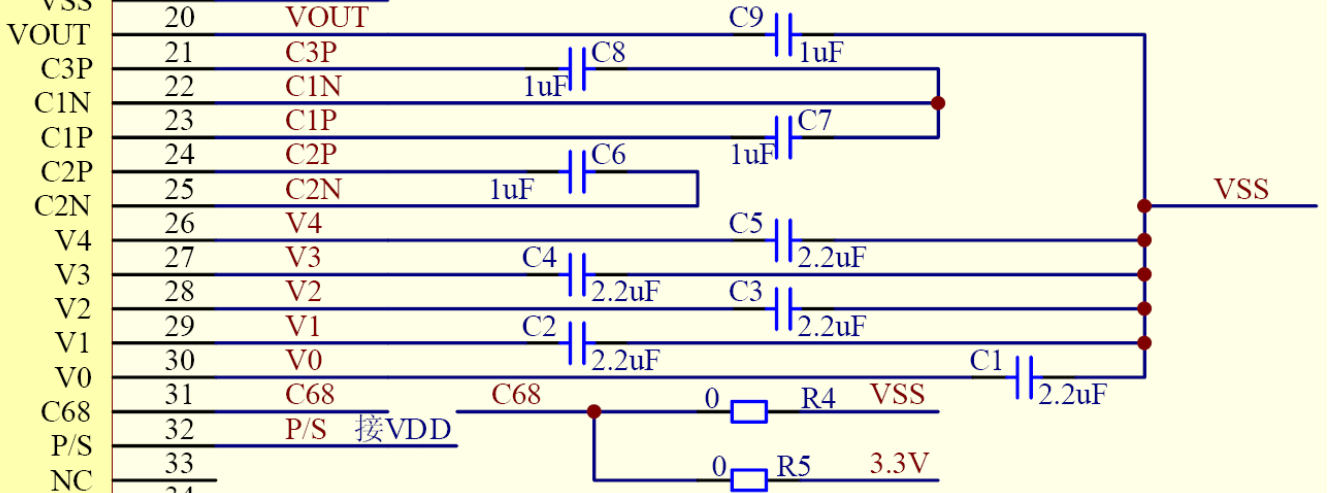 VSS
20 VOUT C9
VOUT
21 C3P C8 1uF
C3P
22 C1N 1uF
C1N
23 C1P C7
C1P
24 C2P C6 1uF
C2P
25 C2N 1uF
C2N VSS
26 V4 C5
V4
27 V3 C4 2.2uF
V3
28 V2 2.2uF C3
V2
29 V1 C2 2.2uF
V1
30 V0 2.2uF C1
V0
31 C68 C68 0 R4 VSS 2.2uF
C68
32 P/S 接VDD
P/S
33 0 R5 3.3V
NC
34